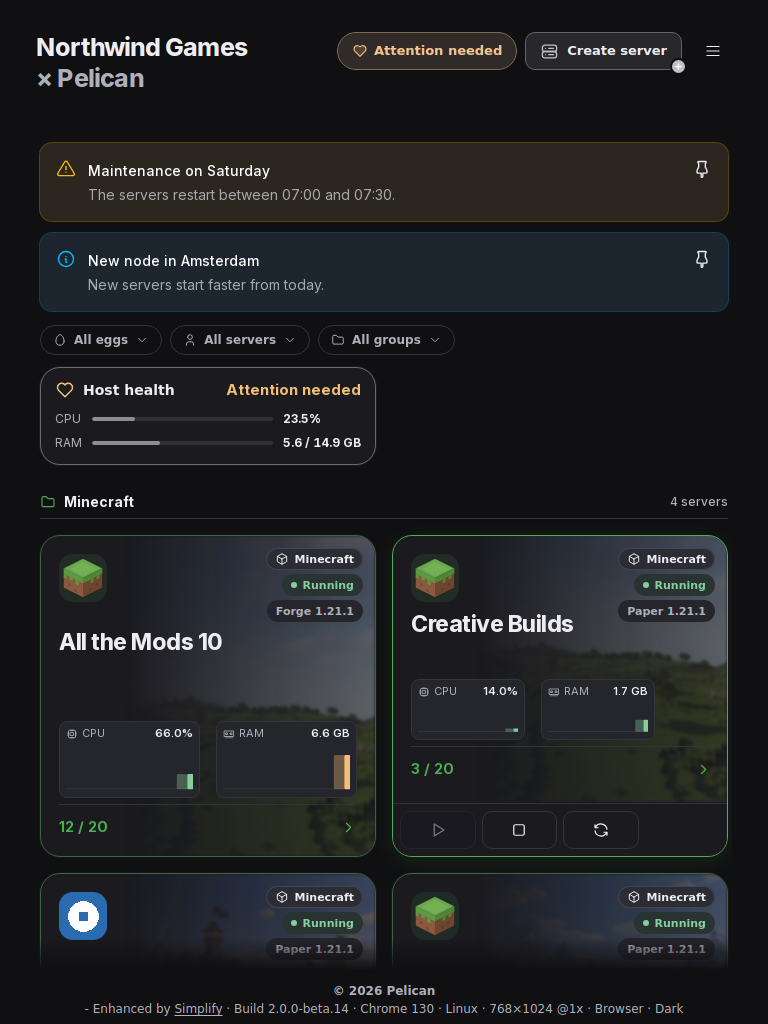 Northwind Games
× Pelican
Attention needed
Create server
Maintenance on Saturday
The servers restart between 07:00 and 07:30.
New node in Amsterdam
New servers start faster from today.
All eggs
All servers
All groups
Host health
Attention needed
CPU
23.5%
RAM
5.6 / 14.9 GB
Minecraft
4 servers
Minecraft
Running
Forge 1.21.1
All the Mods 10
CPU
66.0%
RAM
6.6 GB
12 / 20
Minecraft
Running
Paper 1.21.1
Creative Builds
CPU
14.0%
RAM
1.7 GB
3 / 20
Minecraft
Running
Paper 1.21.1
Minecraft
Running
Paper 1.21.1
© 2026 Pelican
- Enhanced by Simplify · Build 2.0.0-beta.14 · Chrome 130 · Linux · 768×1024 @1x · Browser · Dark